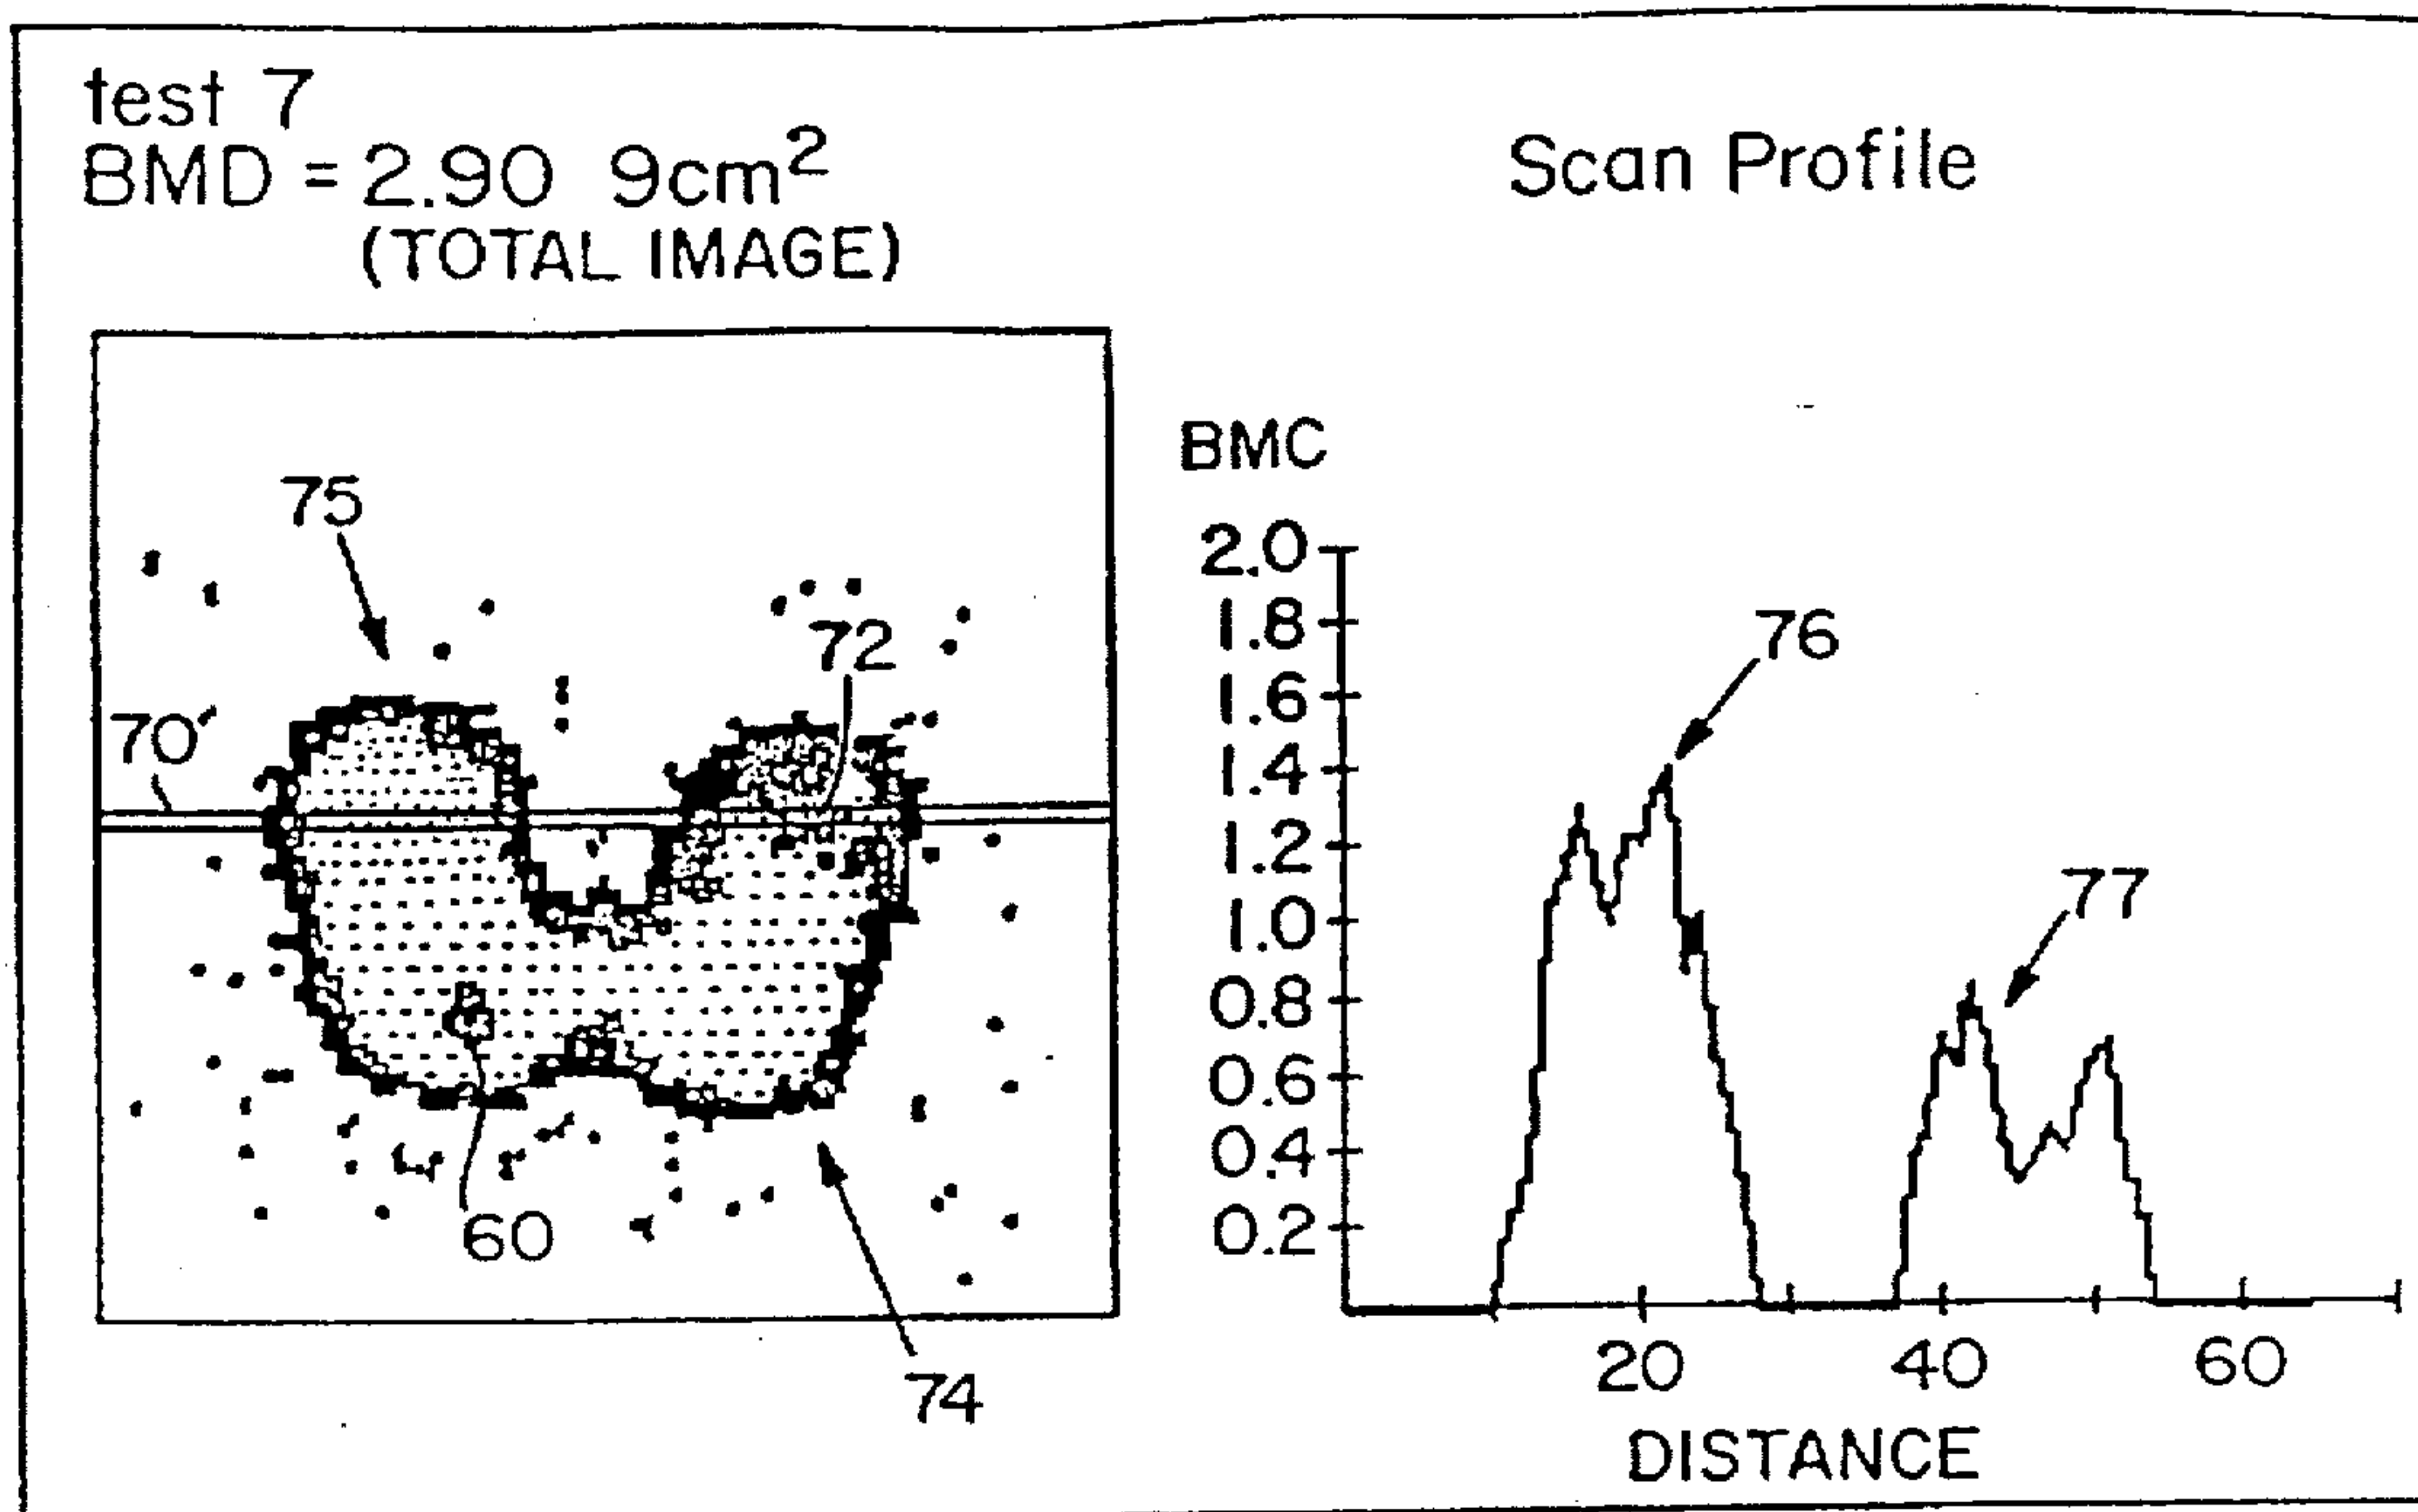 test 7
BMD = 2.90 9cm²
(TOTAL IMAGE)
Scan Profile
75
72
70'
60
74
BMC
2.0
1.8
1.6
1.4
1.2
1.0
0.8
0.6
0.4
0.2
76
77
20 40 60
DISTANCE